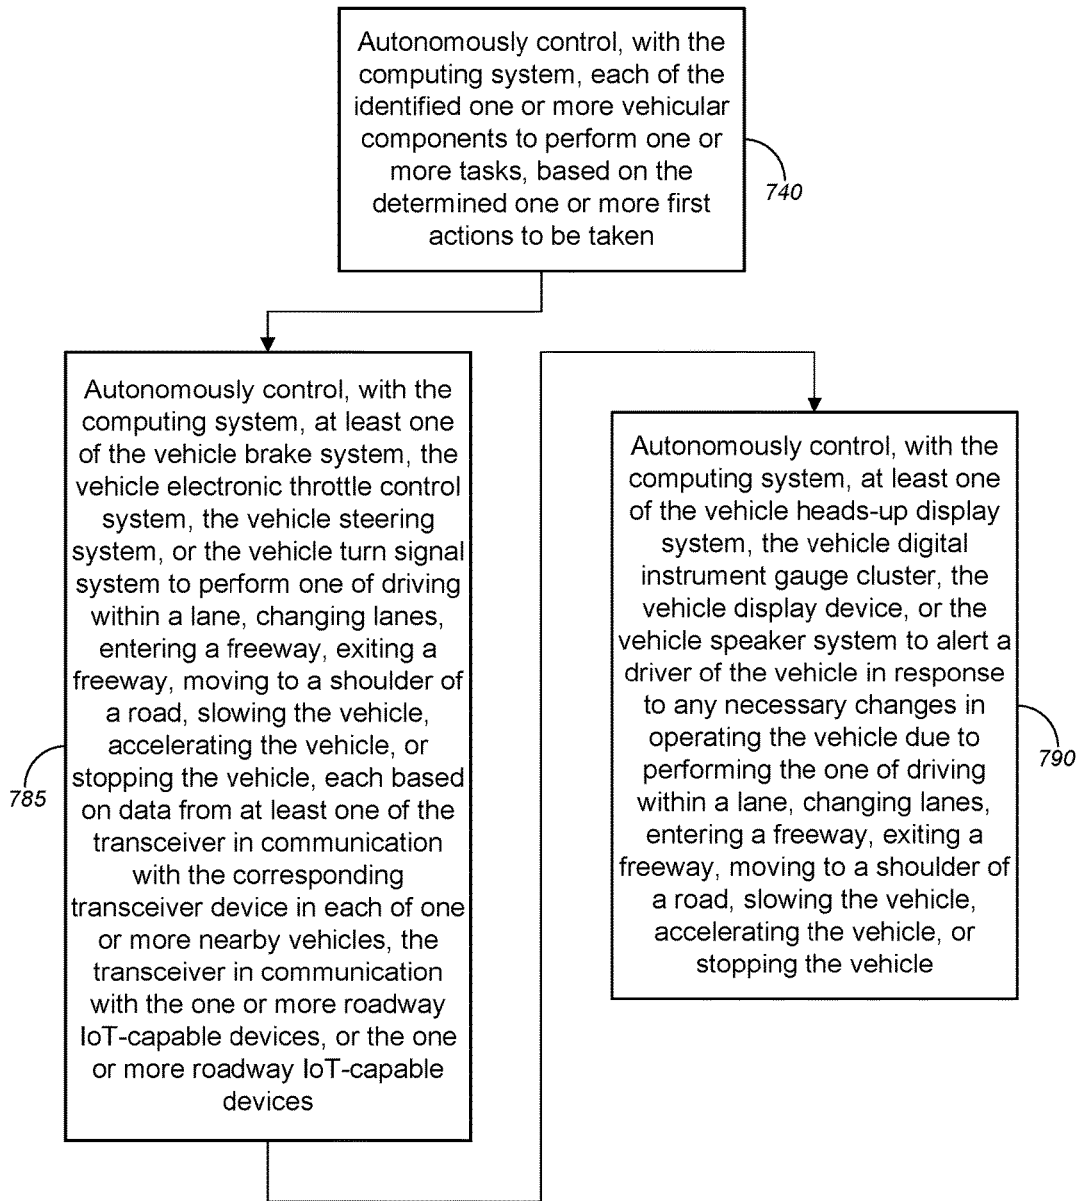 Autonomously control, with the
computing system, each of the
identified one or more vehicular
components to perform one or
more tasks, based on the
determined one or more first
actions to be taken
740
Autonomously control, with the
computing system, at least one
of the vehicle brake system, the
vehicle electronic throttle control
system, the vehicle steering
system, or the vehicle turn signal
system to perform one of driving
within a lane, changing lanes,
entering a freeway, exiting a
freeway, moving to a shoulder of
a road, slowing the vehicle,
accelerating the vehicle, or
stopping the vehicle, each based
on data from at least one of the
transceiver in communication
with the corresponding
transceiver device in each of one
or more nearby vehicles, the
transceiver in communication
with the one or more roadway
IoT-capable devices, or the one
or more roadway IoT-capable
devices
785
Autonomously control, with the
computing system, at least one
of the vehicle heads-up display
system, the vehicle digital
instrument gauge cluster, the
vehicle display device, or the
vehicle speaker system to alert a
driver of the vehicle in response
to any necessary changes in
operating the vehicle due to
performing the one of driving
within a lane, changing lanes,
entering a freeway, exiting a
freeway, moving to a shoulder of
a road, slowing the vehicle,
accelerating the vehicle, or
stopping the vehicle
790